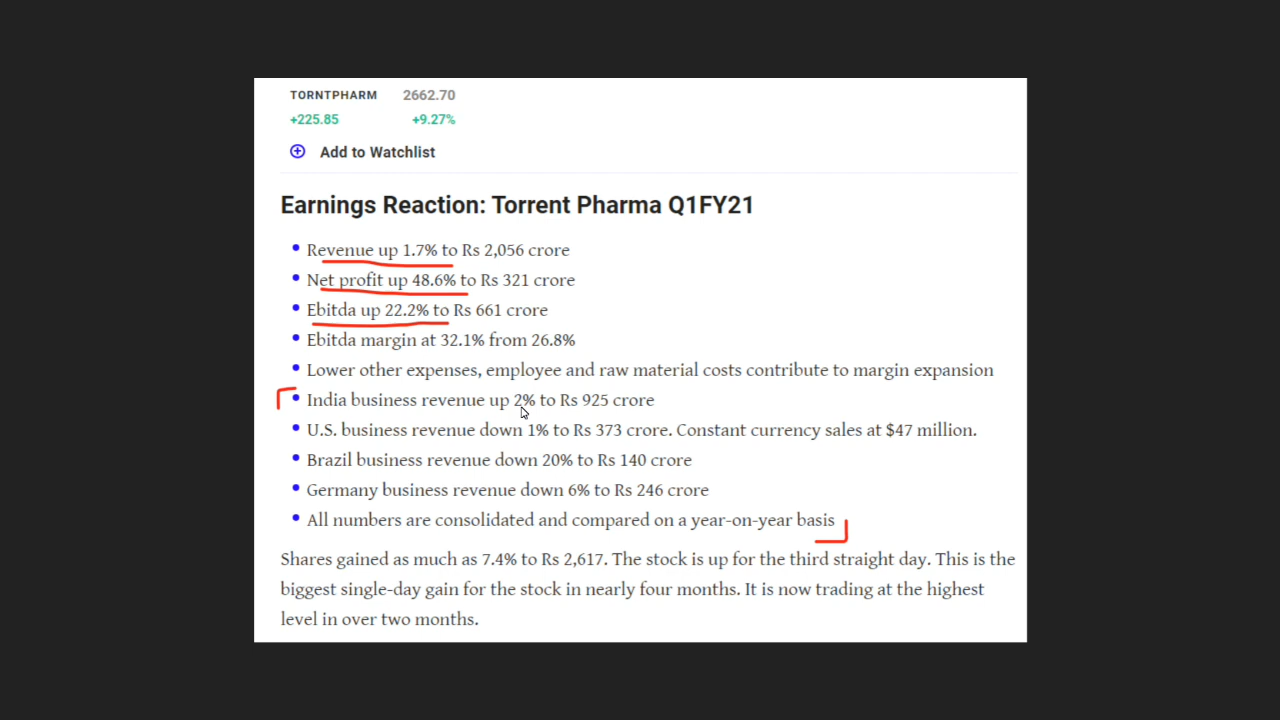 TORNTPHARM 2662.70
+225.85 +9.27%
Add to Watchlist
Earnings Reaction: Torrent Pharma Q1FY21
Revenue up 1.7% to Rs 2,056 crore
Net profit up 48.6% to Rs 321 crore
Ebitda up 22.2% to Rs 661 crore
Ebitda margin at 32.1% from 26.8%
Lower other expenses, employee and raw material costs contribute to margin expansion
India business revenue up 2% to Rs 925 crore
U.S. business revenue down 1% to Rs 373 crore. Constant currency sales at $47 million.
Brazil business revenue down 20% to Rs 140 crore
Germany business revenue down 6% to Rs 246 crore
All numbers are consolidated and compared on a year-on-year basis
Shares gained as much as 7.4% to Rs 2,617. The stock is up for the third straight day. This is the
biggest single-day gain for the stock in nearly four months. It is now trading at the highest
level in over two months.